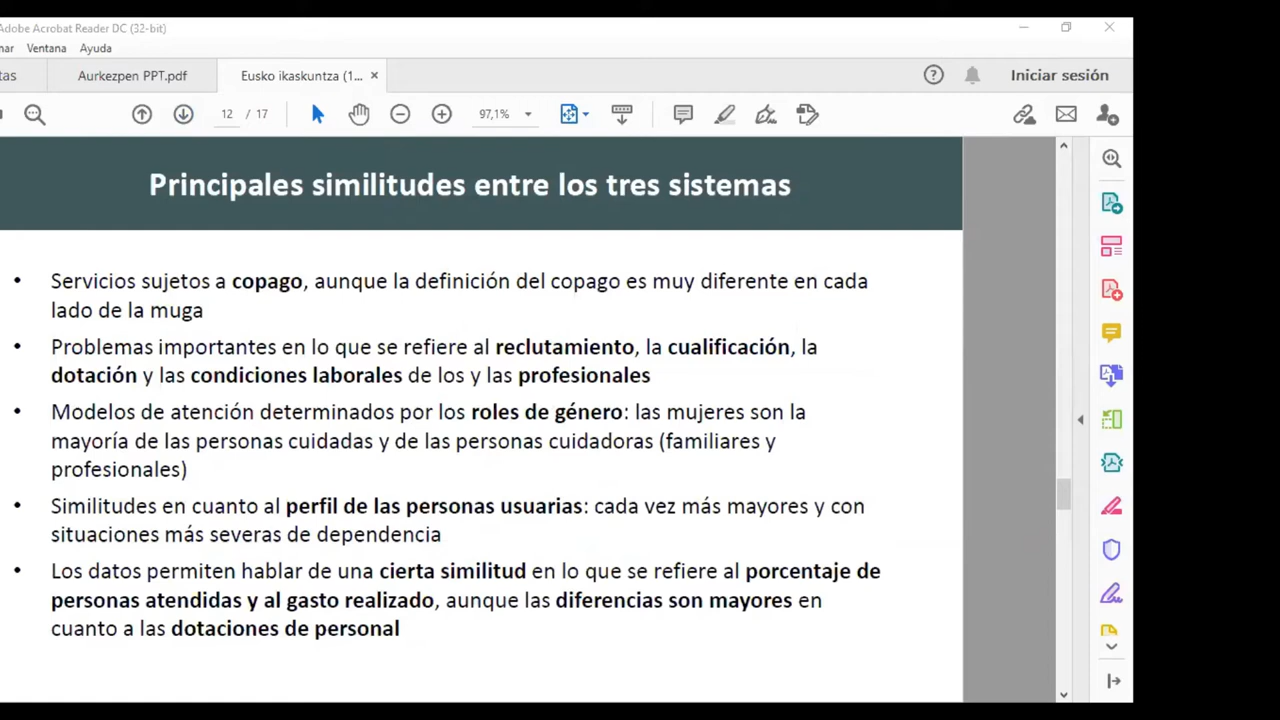 Adobe Acrobat Reader DC (32-bit)
nar Ventana Ayuda
tas Aurkezpen PPT.pdf Eusko ikaskuntza (1... × Iniciar sesión
12 / 17 97,1%
Principales similitudes entre los tres sistemas
• Servicios sujetos a copago, aunque la definición del copago es muy diferente en cada
lado de la muga
• Problemas importantes en lo que se refiere al reclutamiento, la cualificación, la
dotación y las condiciones laborales de los y las profesionales
• Modelos de atención determinados por los roles de género: las mujeres son la
mayoría de las personas cuidadas y de las personas cuidadoras (familiares y
profesionales)
• Similitudes en cuanto al perfil de las personas usuarias: cada vez más mayores y con
situaciones más severas de dependencia
• Los datos permiten hablar de una cierta similitud en lo que se refiere al porcentaje de
personas atendidas y al gasto realizado, aunque las diferencias son mayores en
cuanto a las dotaciones de personal